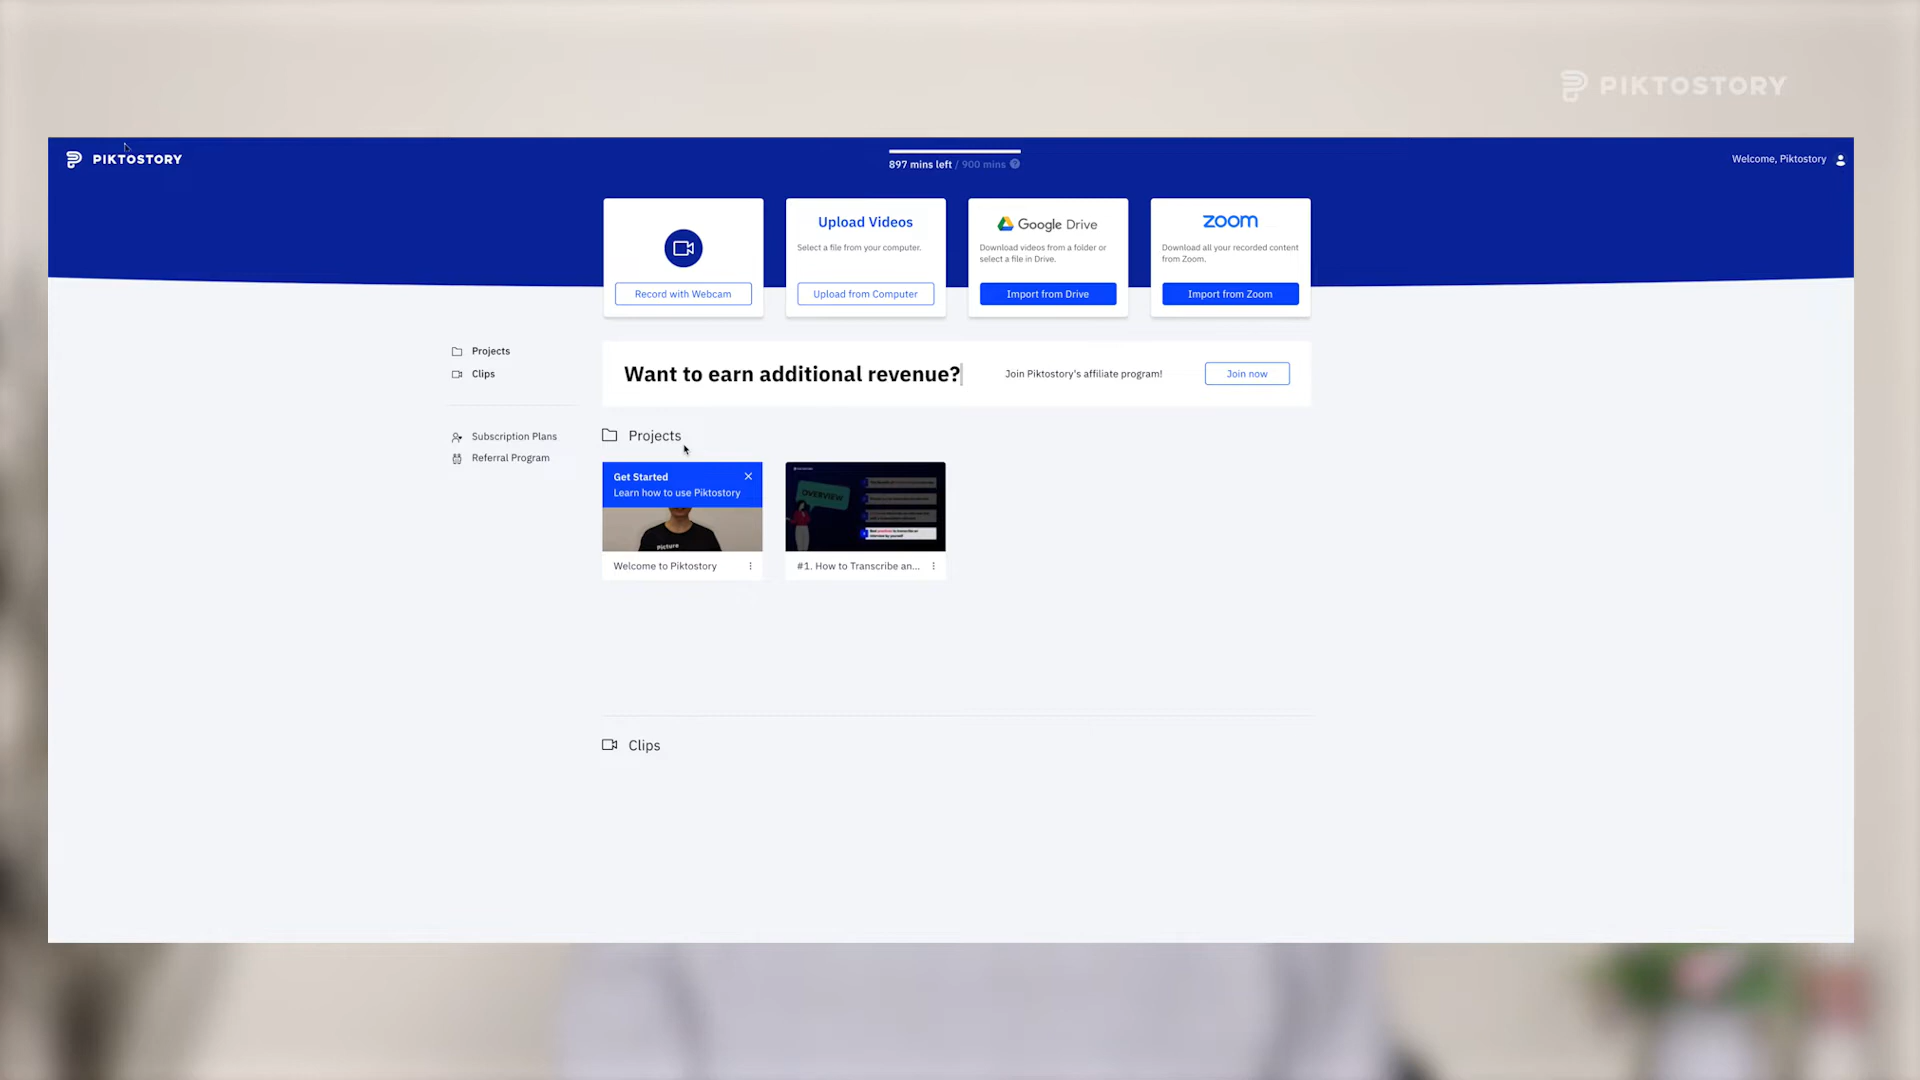 PIKTOSTORY
PIKTOSTORY
897 mins left / 900 mins
Welcome, Piktostory
Record with Webcam
Upload Videos
Select a file from your computer.
Upload from Computer
Google Drive
Download videos from a folder or
select a file in Drive.
Import from Drive
zoom
Download all your recorded content
from Zoom.
Import from Zoom
Projects
Clips
Subscription Plans
Referral Program
Want to earn additional revenue?
Join Piktostory's affiliate program!
Join now
Projects
Get Started
Learn how to use Piktostory
Picture
Welcome to Piktostory
OVERVIEW
#1. How to Transcribe an...
Clips